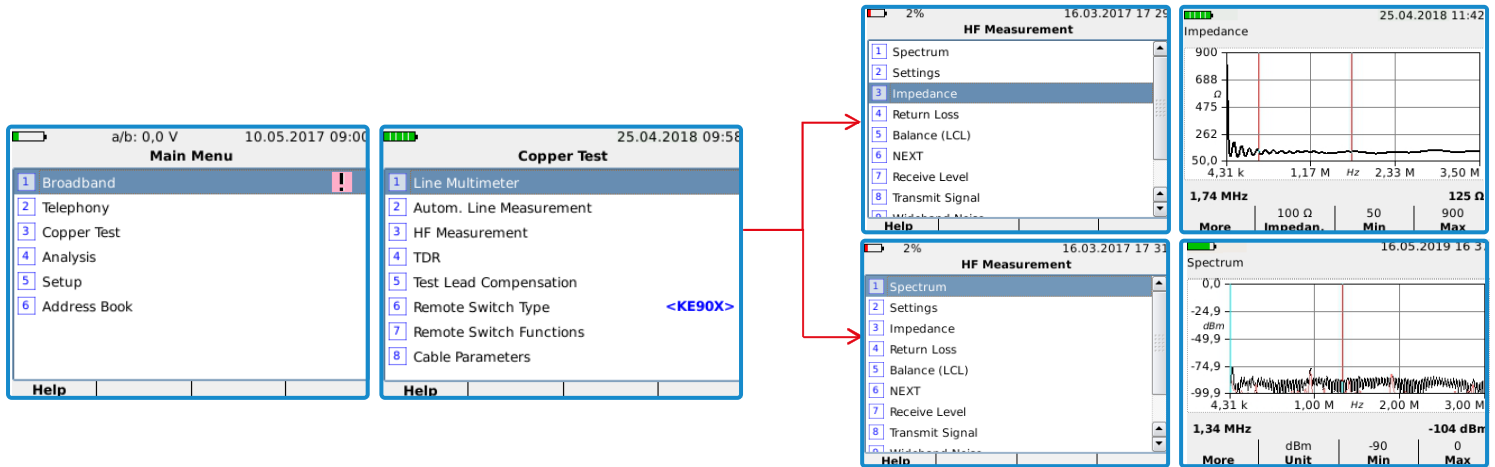 a/b: 0,0 V 10.05.2017 09:00
Main Menu
1 Broadband !
2 Telephony
3 Copper Test
4 Analysis
5 Setup
6 Address Book
Help
25.04.2018 09:58
Copper Test
1 Line Multimeter
2 Autom. Line Measurement
3 HF Measurement
4 TDR
5 Test Lead Compensation
6 Remote Switch Type <KE90X>
7 Remote Switch Functions
8 Cable Parameters
Help
2% 16.03.2017 17 29
HF Measurement
1 Spectrum
2 Settings
3 Impedance
4 Return Loss
5 Balance (LCL)
6 NEXT
7 Receive Level
8 Transmit Signal
9 Wideband Noise
Help
25.04.2018 11:42
Impedance
900
688
Ω
475
262
50,0
4,31 k 1,17 M Hz 2,33 M 3,50 M
1,74 MHz 125 Ω
100 Ω 50 900
More Impedan. Min Max
2% 16.03.2017 17 31
HF Measurement
1 Spectrum
2 Settings
3 Impedance
4 Return Loss
5 Balance (LCL)
6 NEXT
7 Receive Level
8 Transmit Signal
9 Wideband Noise
Help
16.05.2019 16 3
Spectrum
0,0
-24,9
dBm
-49,9
-74,9
-99,9
4,31 k 1,00 M Hz 2,00 M 3,00 M
1,34 MHz -104 dBm
dBm -90 0
More Unit Min Max